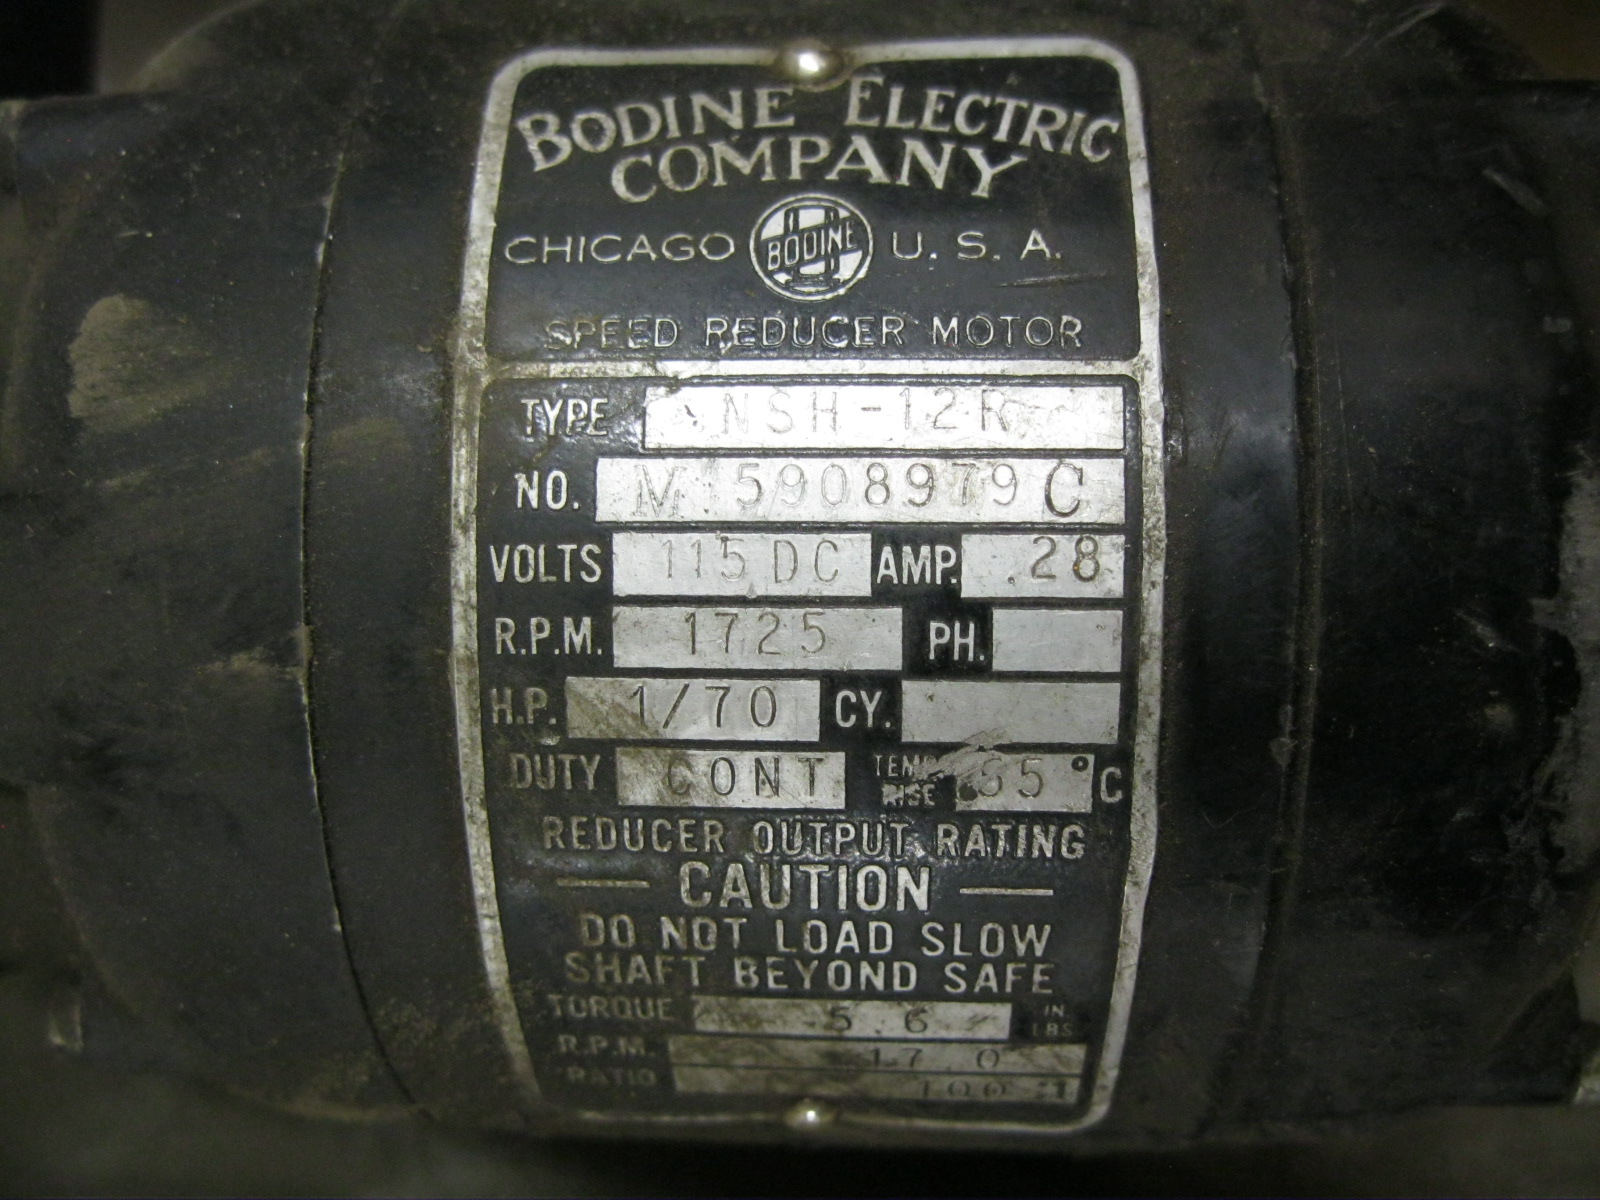 BODINE ELECTRIC
COMPANY
CHICAGO BODINE U. S. A.
SPEED REDUCER MOTOR
TYPE NSH-12R
NO. M 5908979 C
VOLTS 115 DC AMP. .28
R.P.M. 1725 PH.
H.P. 1/70 CY.
DUTY CONT TEMP. RISE 55 °C
REDUCER OUTPUT RATING
— CAUTION —
DO NOT LOAD SLOW
SHAFT BEYOND SAFE
TORQUE 5.6 IN. LBS.
R.P.M. 17.0
RATIO 100:1